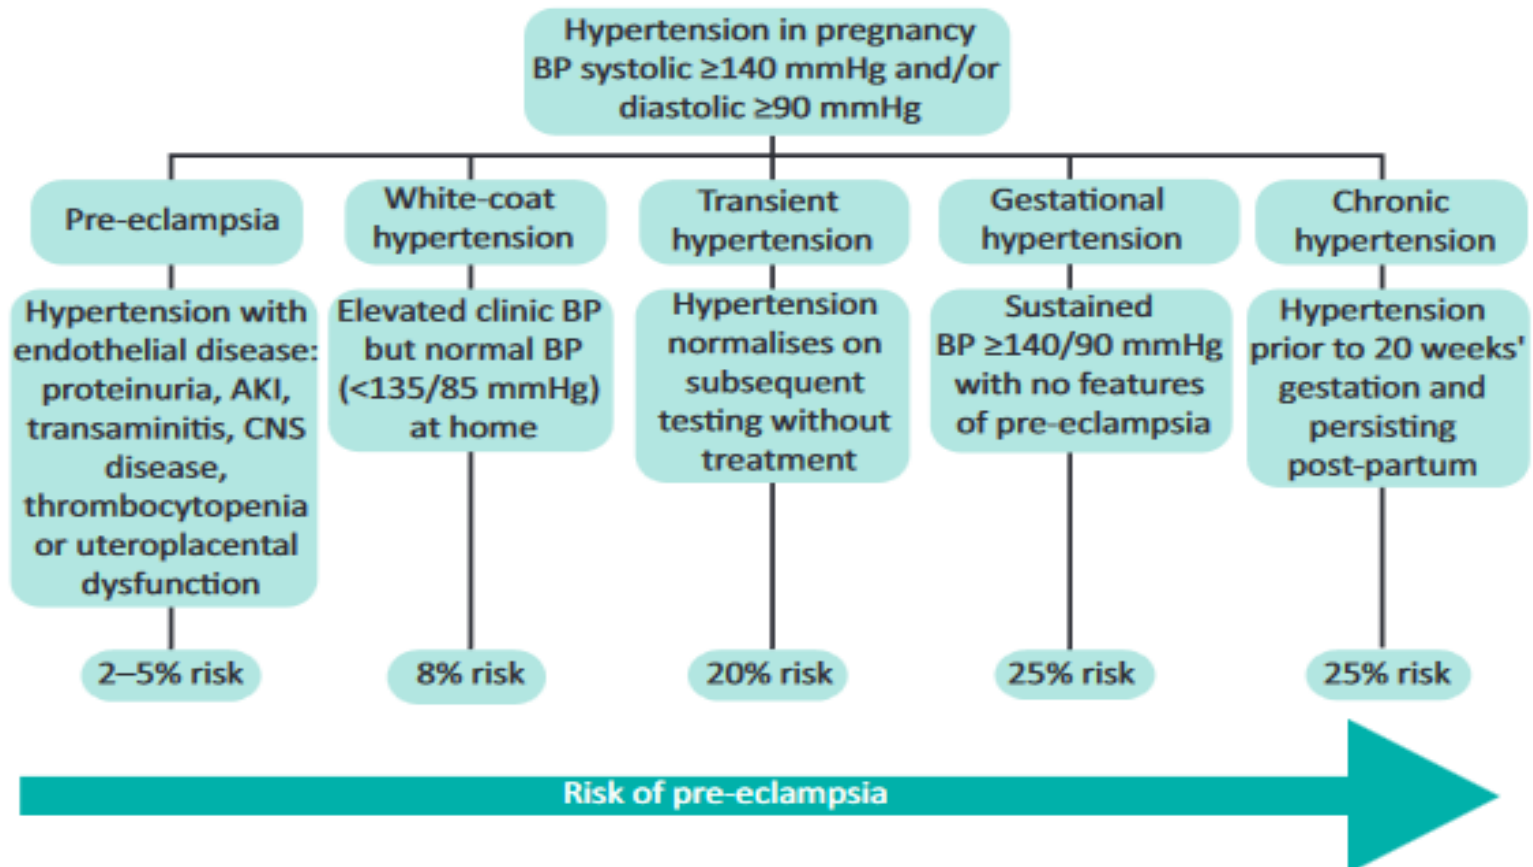 Hypertension in pregnancy
BP systolic ≥140 mmHg and/or
diastolic ≥90 mmHg
Pre-eclampsia
White-coat
hypertension
Transient
hypertension
Gestational
hypertension
Chronic
hypertension
Hypertension with
endothelial disease:
proteinuria, AKI,
transaminitis, CNS
disease,
thrombocytopenia
or uteroplacental
dysfunction
Elevated clinic BP
but normal BP
(<135/85 mmHg)
at home
Hypertension
normalises on
subsequent
testing without
treatment
Sustained
BP ≥140/90 mmHg
with no features
of pre-eclampsia
Hypertension
prior to 20 weeks'
gestation and
persisting
post-partum
2–5% risk
8% risk
20% risk
25% risk
25% risk
Risk of pre-eclampsia